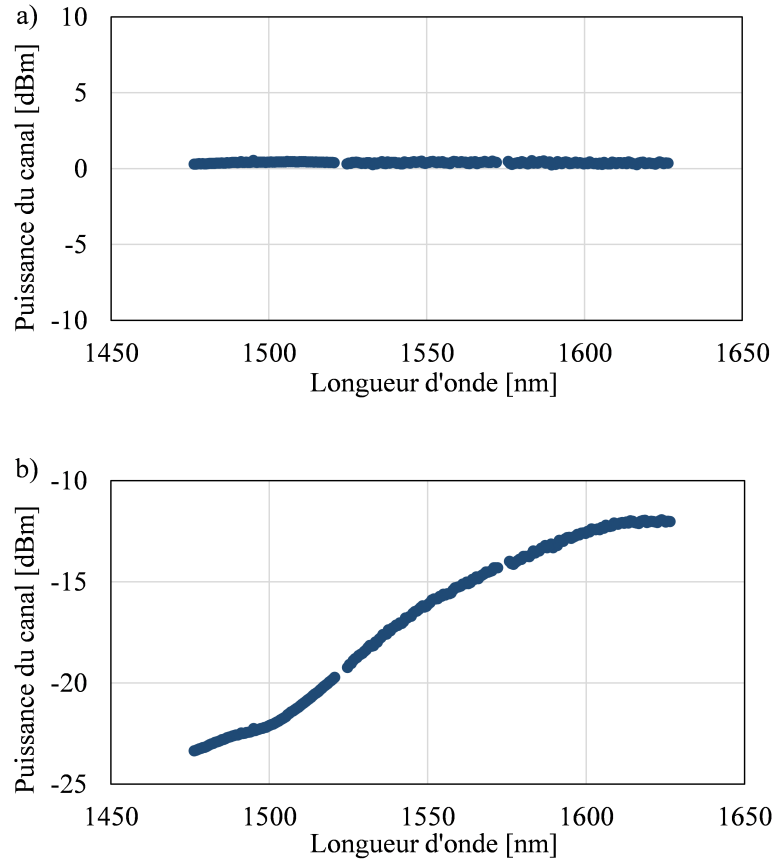 a)
Puissance du canal [dBm]
10
5
0
-5
-10
1450 1500 1550 1600 1650
Longueur d'onde [nm]
b)
Puissance du canal [dBm]
-10
-15
-20
-25
1450 1500 1550 1600 1650
Longueur d'onde [nm]